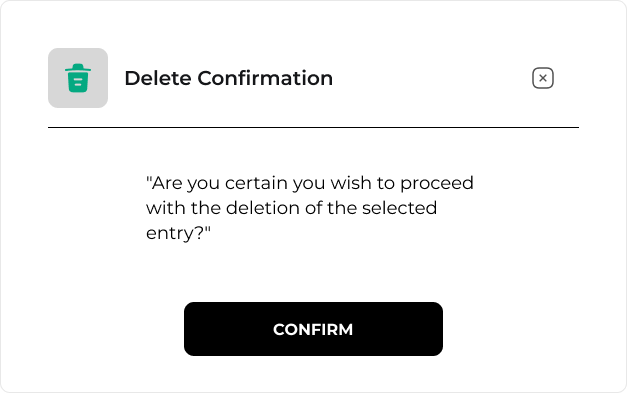 Delete Confirmation
"Are you certain you wish to proceed
with the deletion of the selected
entry?"
CONFIRM